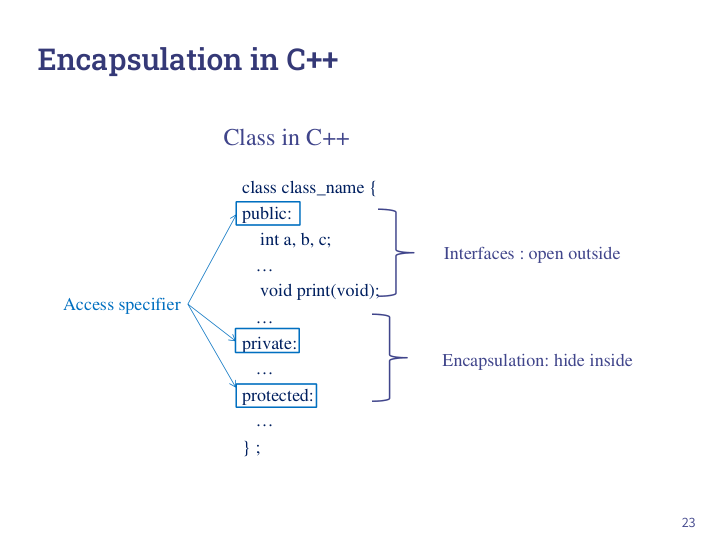 Encapsulation in C++
Class in C++
class class_name {
public:
int a, b, c;
…
void print(void);
…
private:
…
protected:
…
} ;
Access specifier
Interfaces : open outside
Encapsulation: hide inside
23